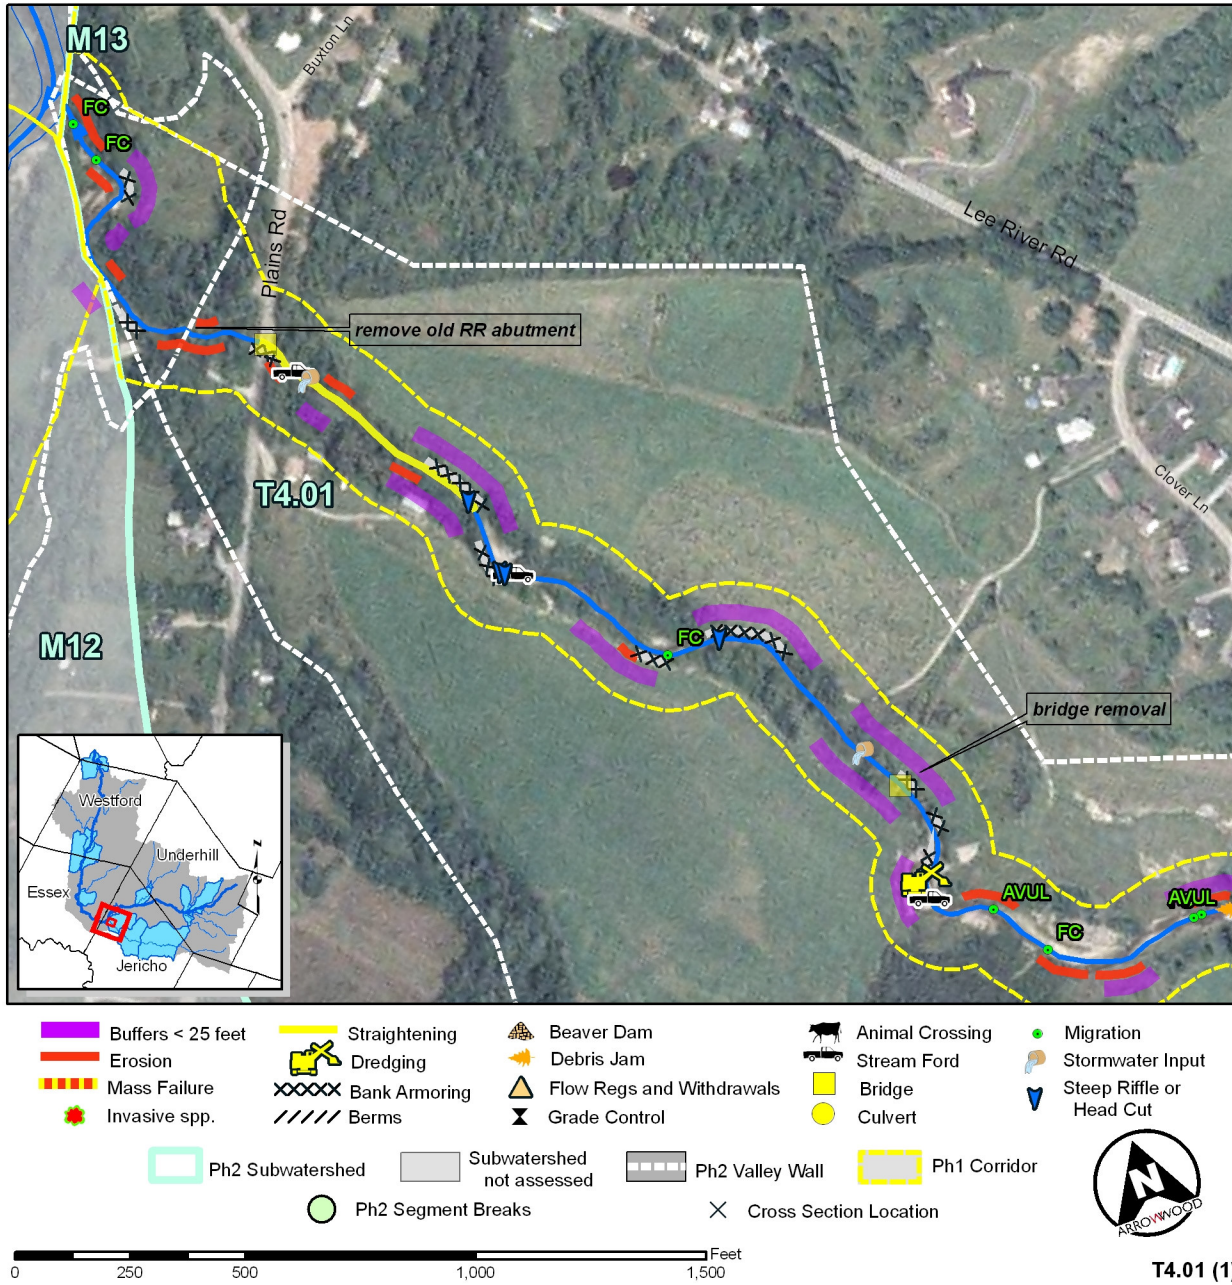 M13
Buxton Ln
FC
FC
Plains Rd
Lee River Rd
remove old RR abutment
T4.01
Clover Ln
M12
FC
bridge removal
Westford
Underhill
Essex
Jericho
Z
AVUL
AVUL
FC
Buffers < 25 feet
Erosion
Mass Failure
Invasive spp.
Straightening
Dredging
Bank Armoring
Berms
Beaver Dam
Debris Jam
Flow Regs and Withdrawals
Grade Control
Animal Crossing
Stream Ford
Bridge
Culvert
Migration
Stormwater Input
Steep Riffle or
Head Cut
Ph2 Subwatershed
Subwatershed
not assessed
Ph2 Valley Wall
Ph1 Corridor
Ph2 Segment Breaks
Cross Section Location
N
ARROWWOOD
Feet
0 250 500 1,000 1,500
T4.01 (1